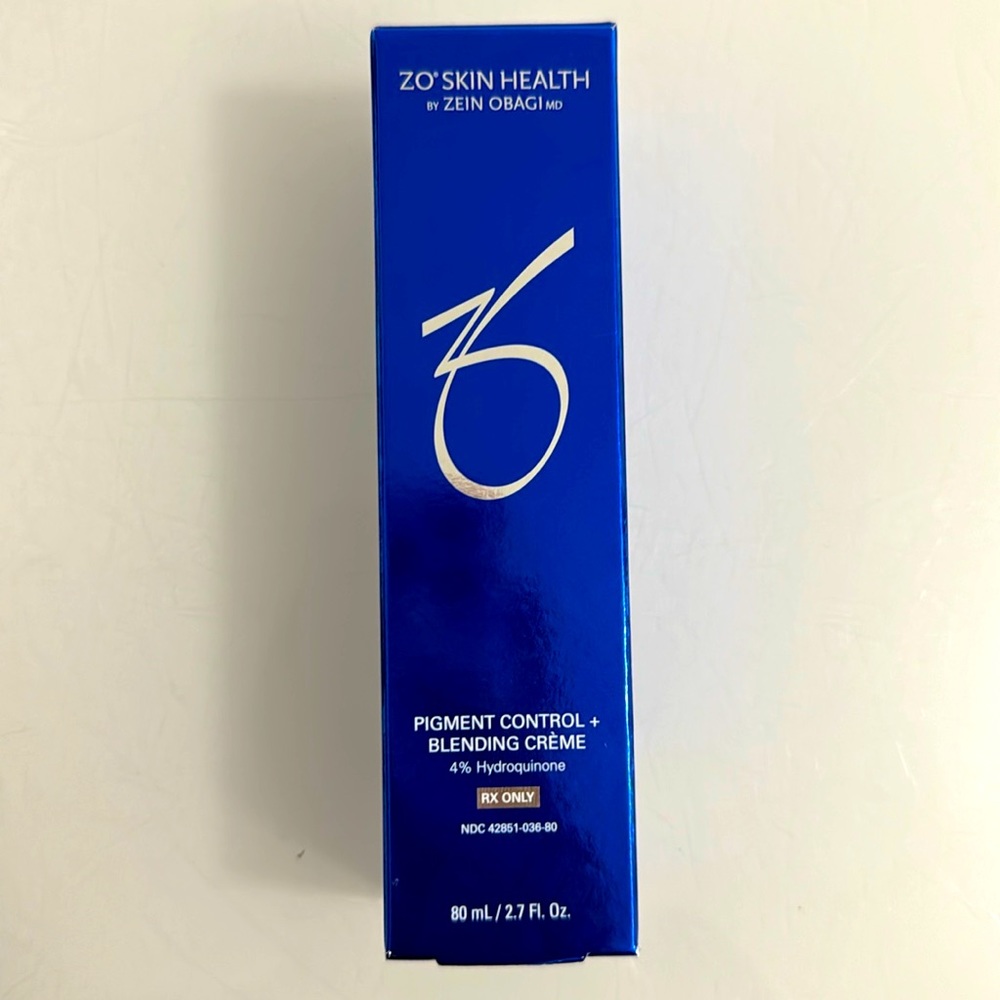 ZO® SKIN HEALTH
BY ZEIN OBAGI MD
ZO
PIGMENT CONTROL +
BLENDING CRÈME
4% Hydroquinone
RX ONLY
NDC 42851-036-80
80 mL / 2.7 Fl. Oz.